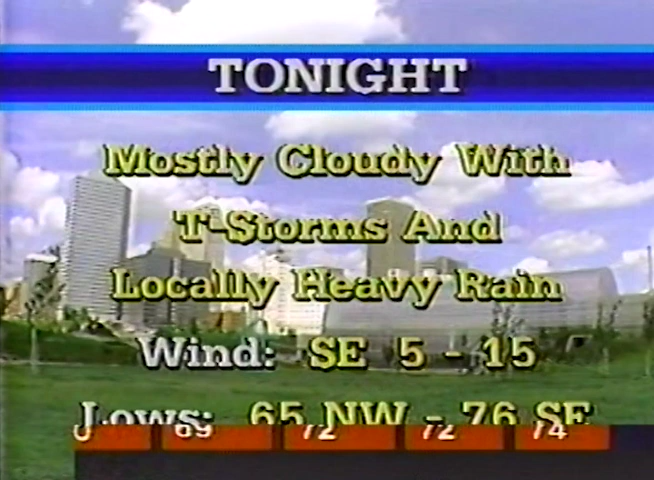 TONIGHT
Mostly Cloudy With
T-Storms And
Locally Heavy Rain
Wind: SE 5 - 15
Lows: 65 NW - 76 SE
69 72 72 74